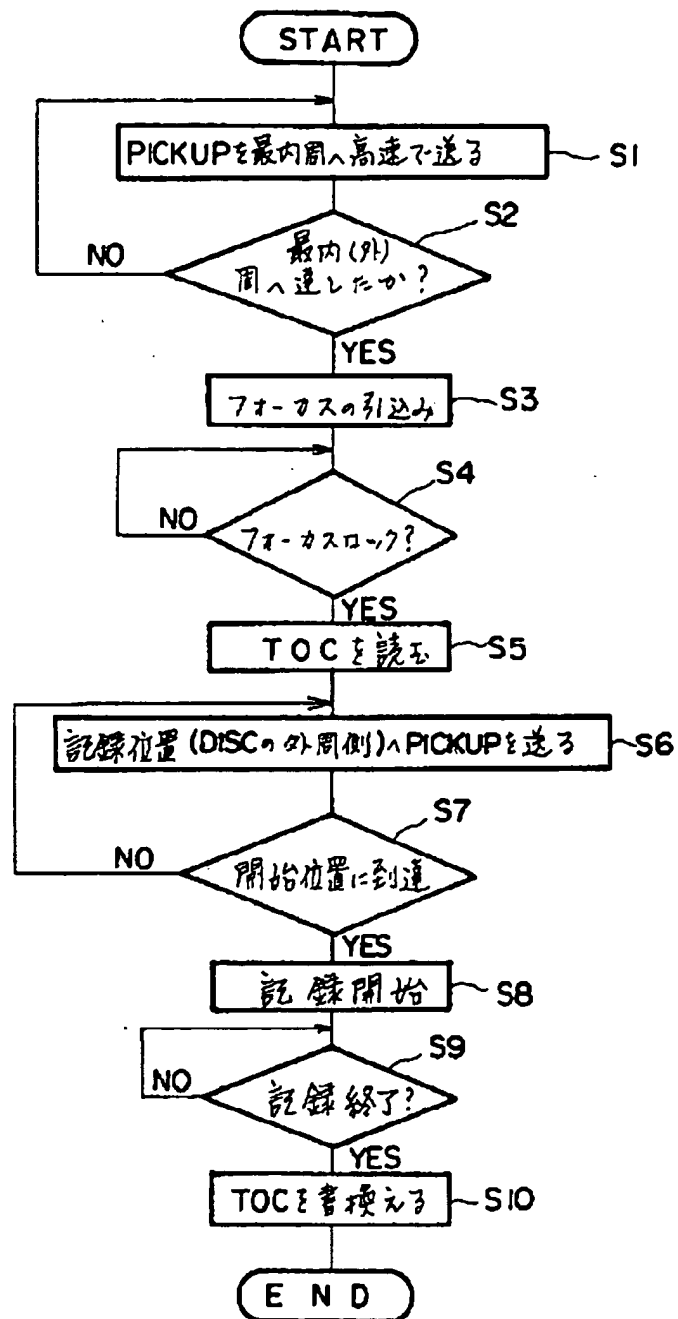 START
PICKUPを最内周へ高速で送る
S1
S2
最内(外)
周へ達したか?
NO
YES
フォーカスの引込み
S3
S4
フォーカスロック?
NO
YES
TOCを読む
S5
記録位置(DISCの外周側)へPICKUPを送る
S6
S7
開始位置に到達
NO
YES
記録開始
S8
S9
記録終了?
NO
YES
TOCを書換える
S10
END